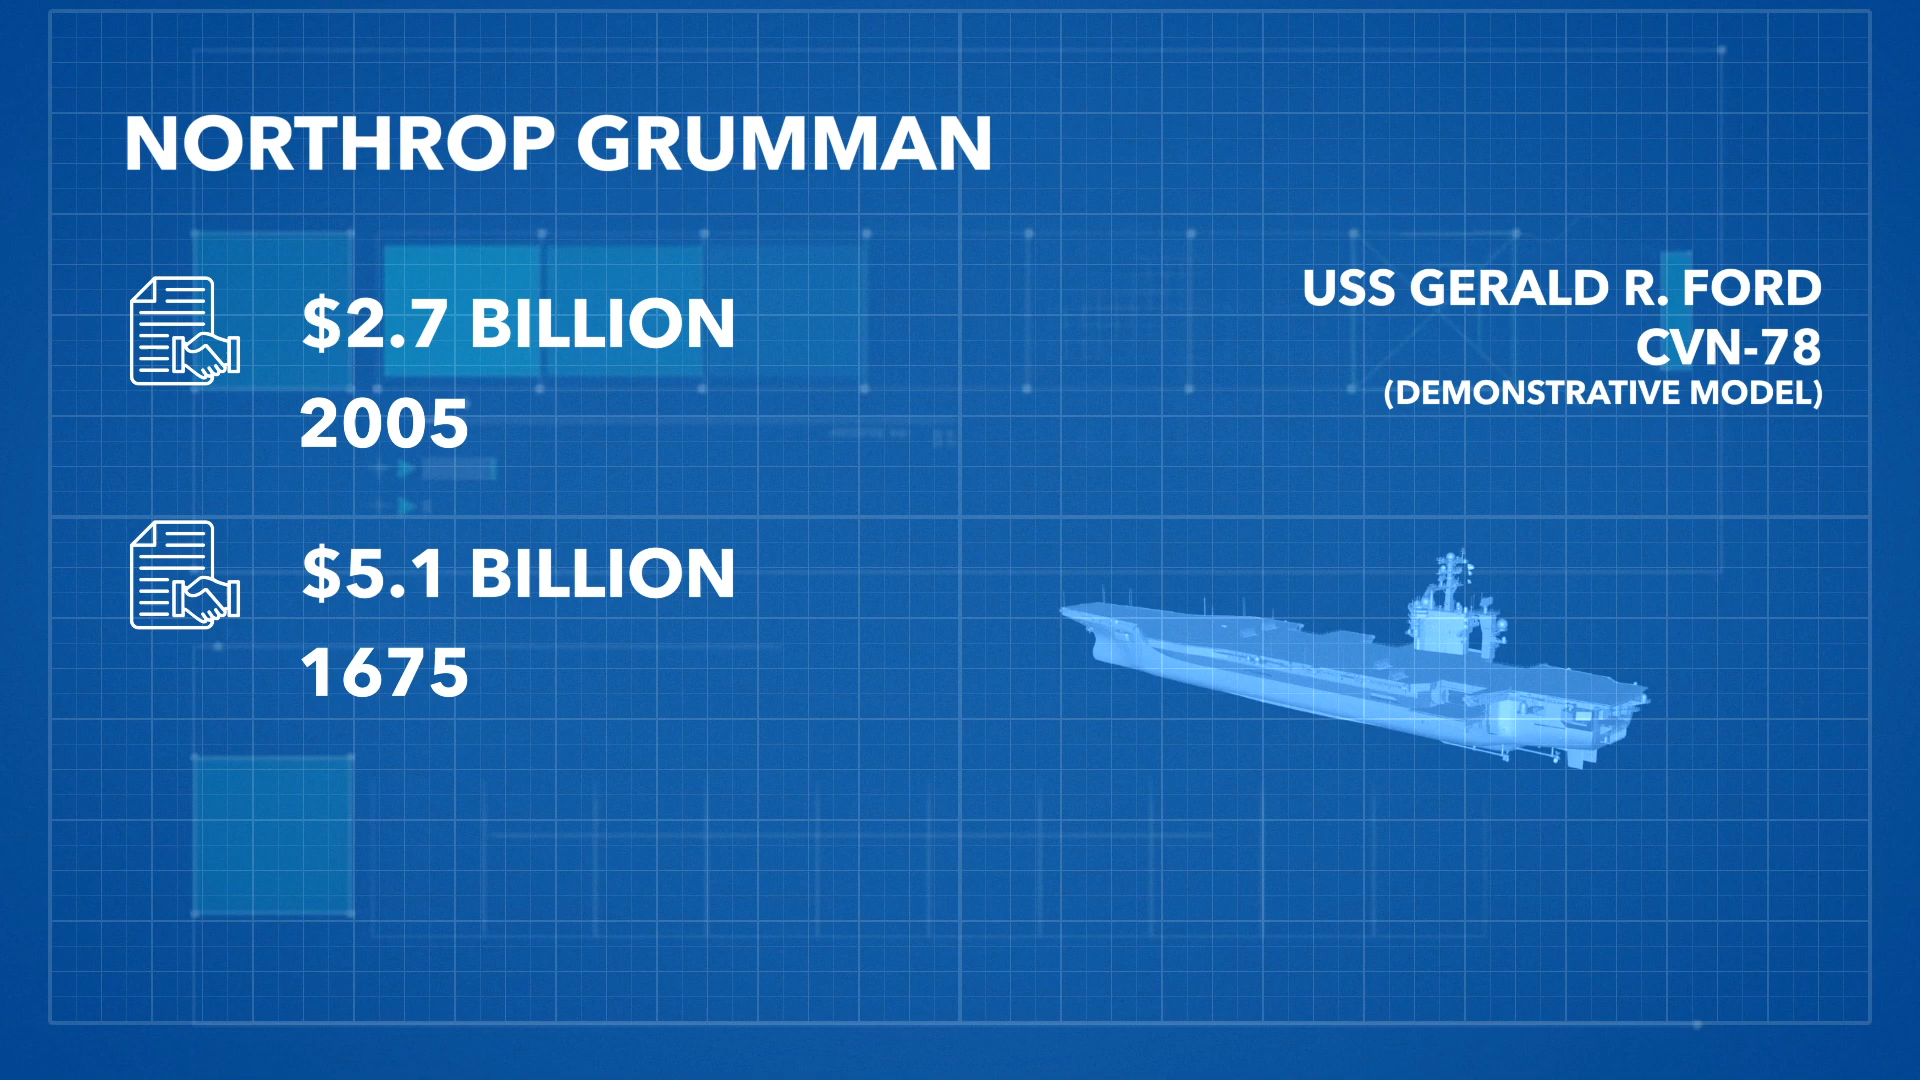 NORTHROP GRUMMAN
$2.7 BILLION
2005
$5.1 BILLION
1675
USS GERALD R. FORD
CVN-78
(DEMONSTRATIVE MODEL)